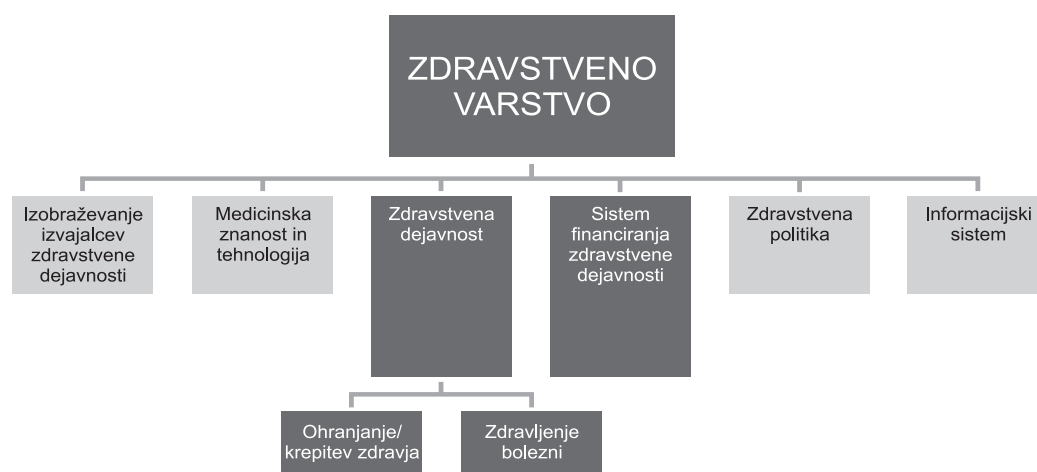 ZDRAVSTVENO
VARSTVO
Izobraževanje
izvajalcev
zdravstvene
dejavnosti
Medicinska
znanost in
tehnologija
Zdravstvena
dejavnost
Sistem
financiranja
zdravstvene
dejavnosti
Zdravstvena
politika
Informacijski
sistem
Ohranjanje/
krepitev zdravja
Zdravljenje
bolezni